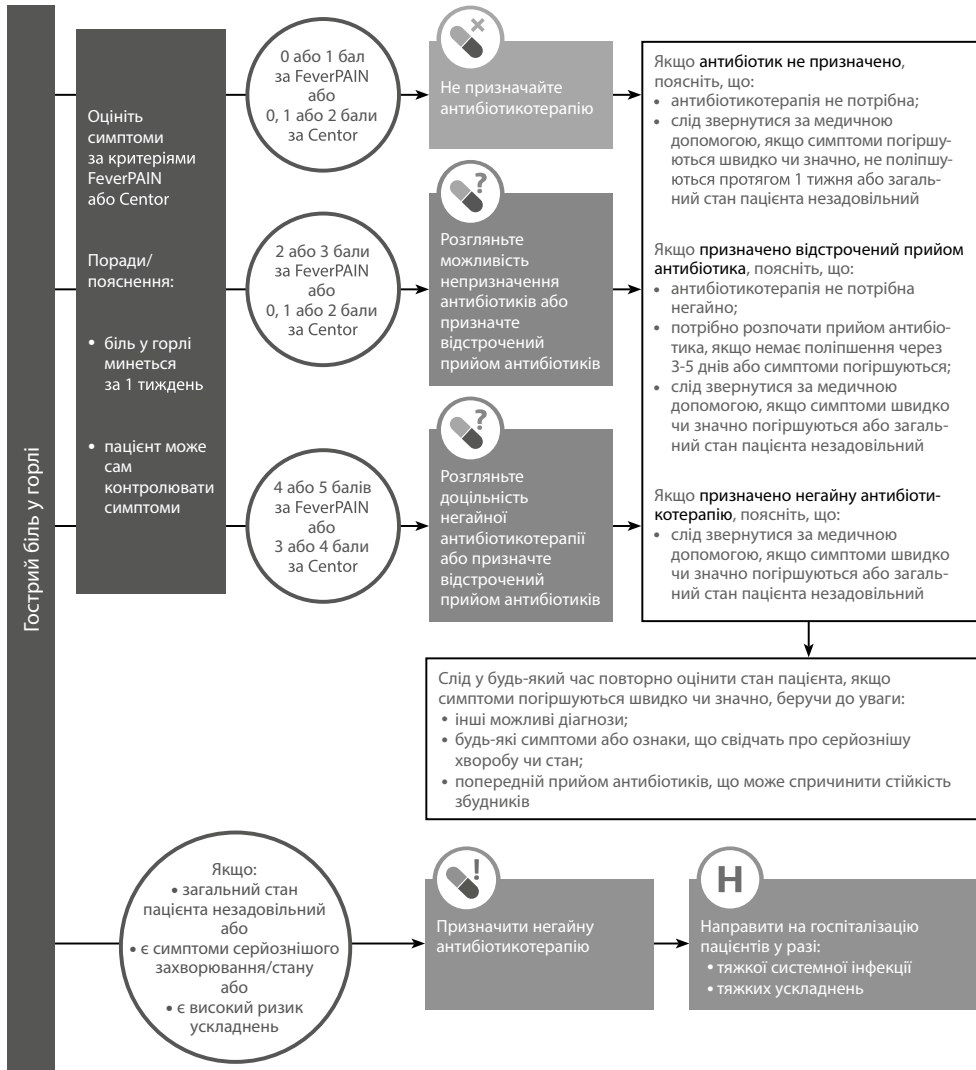 Гострий біль у горлі
Оцініть
симптоми
за критеріями
FeverPAIN
або Centor
Поради/
пояснення:
• біль у горлі
минеться
за 1 тиждень
• пацієнт може
сам
контролювати
симптоми
0 або 1 бал
за FeverPAIN
або
0, 1 або 2 бали
за Centor
Не призначайте
антибіотикотерапію
2 або 3 бали
за FeverPAIN
або
0, 1 або 2 бали
за Centor
?
Розгляньте
можливість
непризначення
антибіотиків або
призначте
відстрочений
прийом антибіотиків
4 або 5 балів
за FeverPAIN
або
3 або 4 бали
за Centor
?
Розгляньте
доцільність
негайної
антибіотикотерапії
або призначте
відстрочений
прийом антибіотиків
Якщо антибіотик не призначено,
поясніть, що:
• антибіотикотерапія не потрібна;
• слід звернутися за медичною
допомогою, якщо симптоми погіршу-
ються швидко чи значно, не поліпшу-
ються протягом 1 тижня або загаль-
ний стан пацієнта незадовільний
Якщо призначено відстрочений прийом
антибіотика, поясніть, що:
• антибіотикотерапія не потрібна
негайно;
• потрібно розпочати прийом антибіо-
тика, якщо немає поліпшення через
3-5 днів або симптоми погіршуються;
• слід звернутися за медичною
допомогою, якщо симптоми швидко
чи значно погіршуються або загаль-
ний стан пацієнта незадовільний
Якщо призначено негайну антибіоти-
котерапію, поясніть, що:
• слід звернутися за медичною
допомогою, якщо симптоми швидко
чи значно погіршуються або загаль-
ний стан пацієнта незадовільний
Слід у будь-який час повторно оцінити стан пацієнта, якщо
симптоми погіршуються швидко чи значно, беручи до уваги:
• інші можливі діагнози;
• будь-які симптоми або ознаки, що свідчать про серйознішу
хворобу чи стан;
• попередній прийом антибіотиків, що може спричинити стійкість
збудників
Якщо:
• загальний стан
пацієнта незадовільний
або
• є симптоми серйознішого
захворювання/стану
або
• є високий ризик
ускладнень
!
Призначити негайну
антибіотикотерапію
H
Направити на госпіталізацію
пацієнтів у разі:
• тяжкої системної інфекції
• тяжких ускладнень